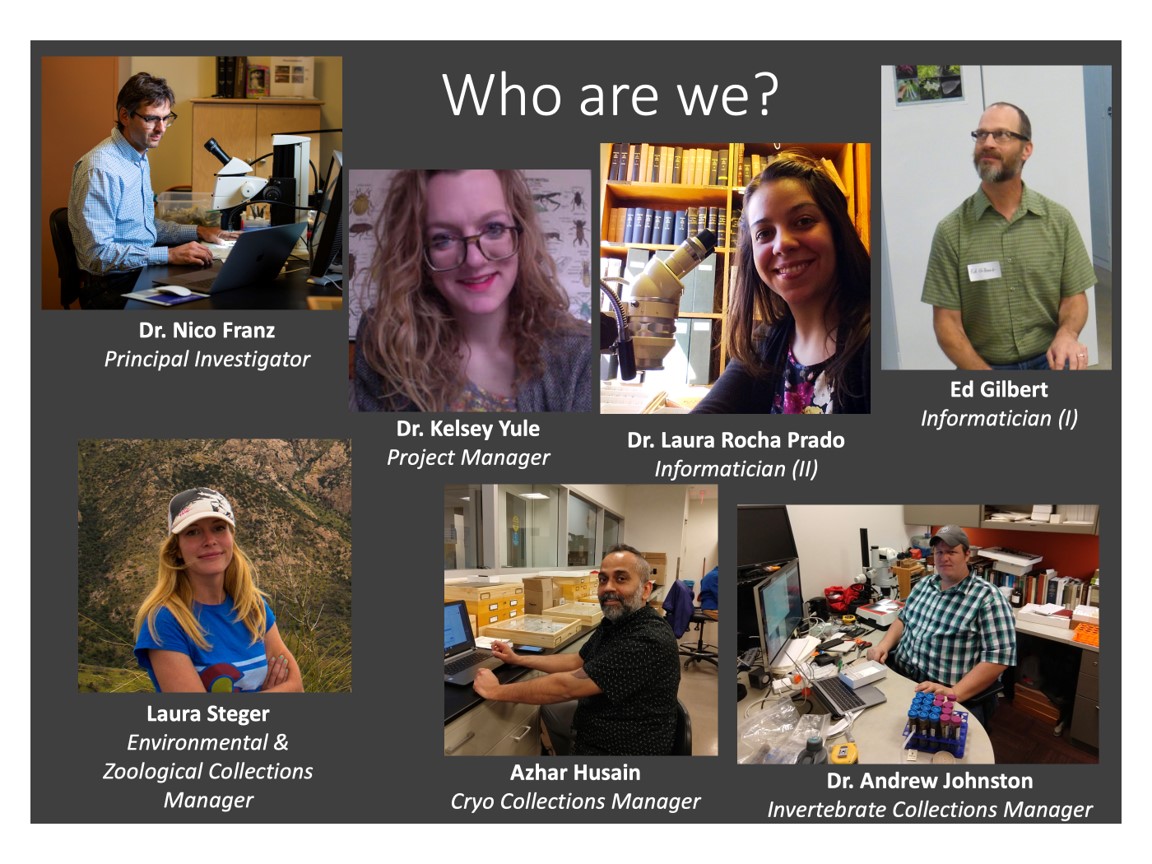 Who are we?
Dr. Nico Franz
Principal Investigator
Dr. Kelsey Yule
Project Manager
Dr. Laura Rocha Prado
Informatician (II)
Ed Gilbert
Informatician (I)
Laura Steger
Environmental &
Zoological Collections
Manager
Azhar Husain
Cryo Collections Manager
Dr. Andrew Johnston
Invertebrate Collections Manager